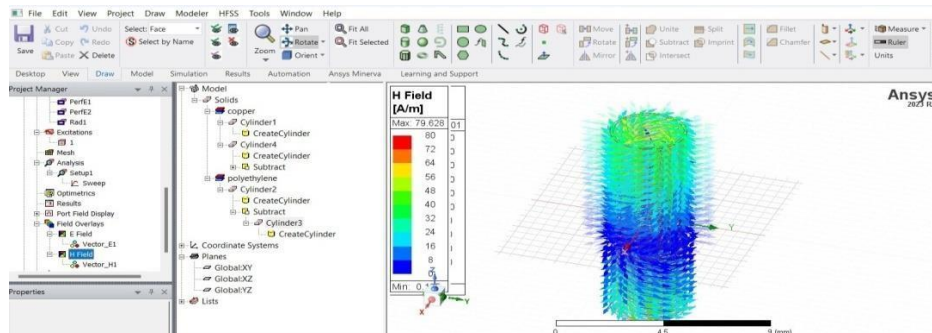 File Edit View Project Draw Modeler HFSS Tools Window Help
Save
Cut Undo
Copy Redo
Paste Delete
Select: Face
Select by Name
Zoom
Pan
Rotate
Orient
Fit All
Fit Selected
Move
Rotate
Mirror
Unite
Subtract
Intersect
Split
Imprint
Fillet
Chamfer
Measure
Ruler
Units
Desktop View Draw Model Simulation Results Automation Ansys Minerva Learning and Support
Project Manager
PerfE1
PerfE2
Rad1
Excitations
1
Mesh
Analysis
Setup1
Sweep
Optimetrics
Results
Port Field Display
Field Overlays
E Field
Vector_E1
H Field
Vector_H1
Properties
Model
Solids
copper
Cylinder1
CreateCylinder
Cylinder4
CreateCylinder
Subtract
polyethylene
Cylinder2
CreateCylinder
Subtract
Cylinder3
CreateCylinder
Coordinate Systems
Planes
Global:XY
Global:XZ
Global:YZ
Lists
H Field
[A/m]
Max: 79.628
80
72
64
56
48
40
32
24
16
8
Min: 0.
01
Ansys
2023 R
Y
X
Y
0 4.5 9 (mm)